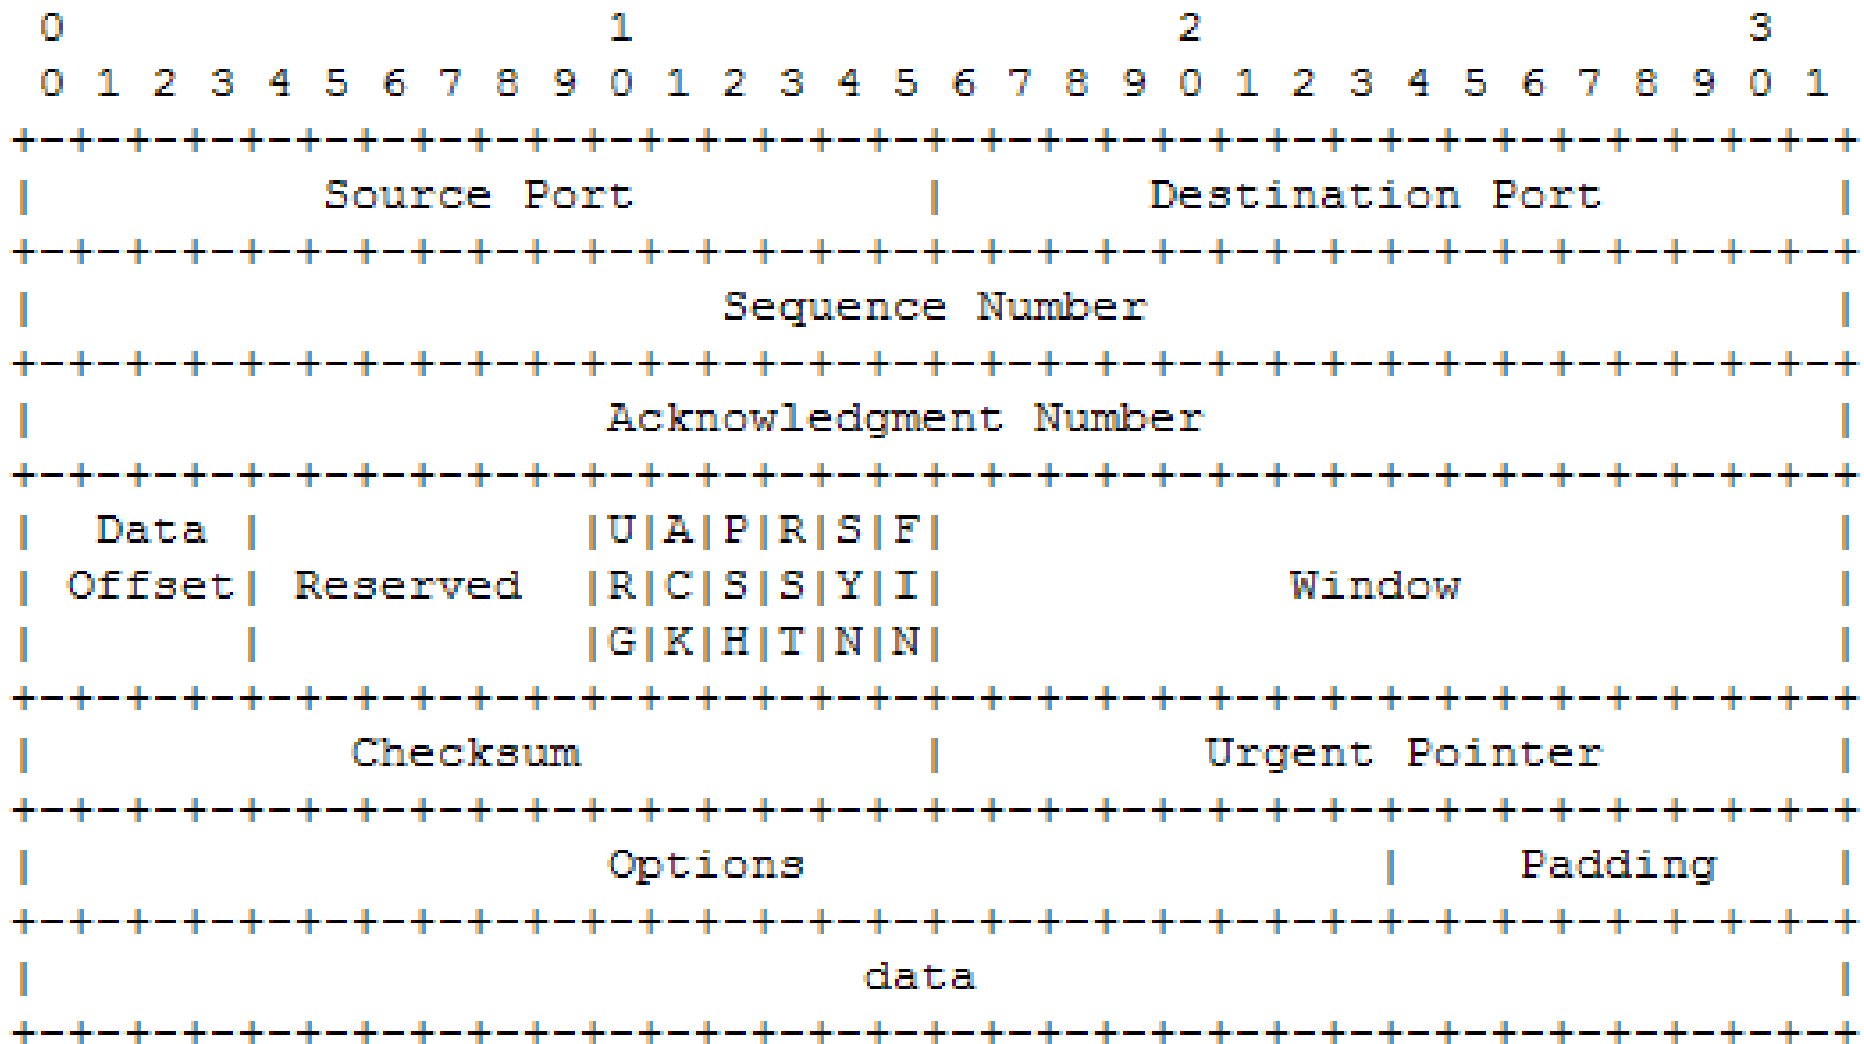 0                   1                   2                   3
 0 1 2 3 4 5 6 7 8 9 0 1 2 3 4 5 6 7 8 9 0 1 2 3 4 5 6 7 8 9 0 1
+-+-+-+-+-+-+-+-+-+-+-+-+-+-+-+-+-+-+-+-+-+-+-+-+-+-+-+-+-+-+-+-+
|          Source Port          |       Destination Port        |
+-+-+-+-+-+-+-+-+-+-+-+-+-+-+-+-+-+-+-+-+-+-+-+-+-+-+-+-+-+-+-+-+
|                        Sequence Number                        |
+-+-+-+-+-+-+-+-+-+-+-+-+-+-+-+-+-+-+-+-+-+-+-+-+-+-+-+-+-+-+-+-+
|                    Acknowledgment Number                      |
+-+-+-+-+-+-+-+-+-+-+-+-+-+-+-+-+-+-+-+-+-+-+-+-+-+-+-+-+-+-+-+-+
|  Data |           |U|A|P|R|S|F|                               |
| Offset| Reserved  |R|C|S|S|Y|I|            Window             |
|       |           |G|K|H|T|N|N|                               |
+-+-+-+-+-+-+-+-+-+-+-+-+-+-+-+-+-+-+-+-+-+-+-+-+-+-+-+-+-+-+-+-+
|           Checksum            |         Urgent Pointer        |
+-+-+-+-+-+-+-+-+-+-+-+-+-+-+-+-+-+-+-+-+-+-+-+-+-+-+-+-+-+-+-+-+
|                    Options                    |    Padding    |
+-+-+-+-+-+-+-+-+-+-+-+-+-+-+-+-+-+-+-+-+-+-+-+-+-+-+-+-+-+-+-+-+
|                             data                              |
+-+-+-+-+-+-+-+-+-+-+-+-+-+-+-+-+-+-+-+-+-+-+-+-+-+-+-+-+-+-+-+-+